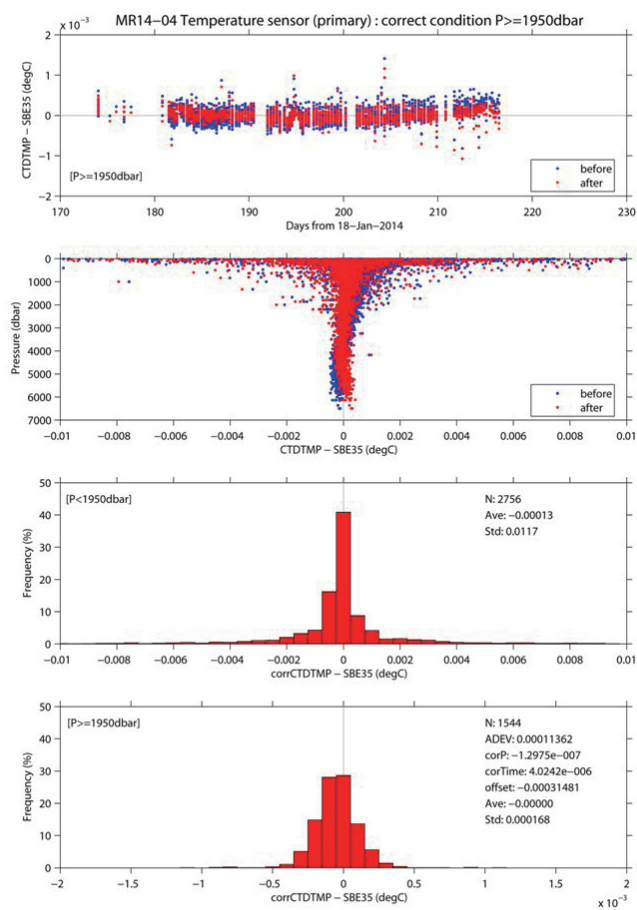 MR14−04 Temperature sensor (primary) : correct condition P>=1950dbar
x 10⁻³
2
1
0
−1
−2
CTDTMP − SBE35 (degC)
[P>=1950dbar]
before
after
170 180 190 200 210 220 230
Days from 18−Jan−2014
0
1000
2000
3000
4000
5000
6000
7000
Pressure (dbar)
before
after
−0.01 −0.008 −0.006 −0.004 −0.002 0 0.002 0.004 0.006 0.008 0.01
CTDTMP − SBE35 (degC)
50
40
30
20
10
0
Frequency (%)
[P<1950dbar]
N: 2756
Ave: −0.00013
Std: 0.0117
−0.01 −0.008 −0.006 −0.004 −0.002 0 0.002 0.004 0.006 0.008 0.01
corrCTDTMP − SBE35 (degC)
50
40
30
20
10
0
Frequency (%)
[P>=1950dbar]
N: 1544
ADEV: 0.00011362
corP: −1.2975e−007
corTime: 4.0242e−006
offset: −0.00031481
Ave: −0.00000
Std: 0.000168
−2 −1.5 −1 −0.5 0 0.5 1 1.5 2
corrCTDTMP − SBE35 (degC)
x 10⁻³